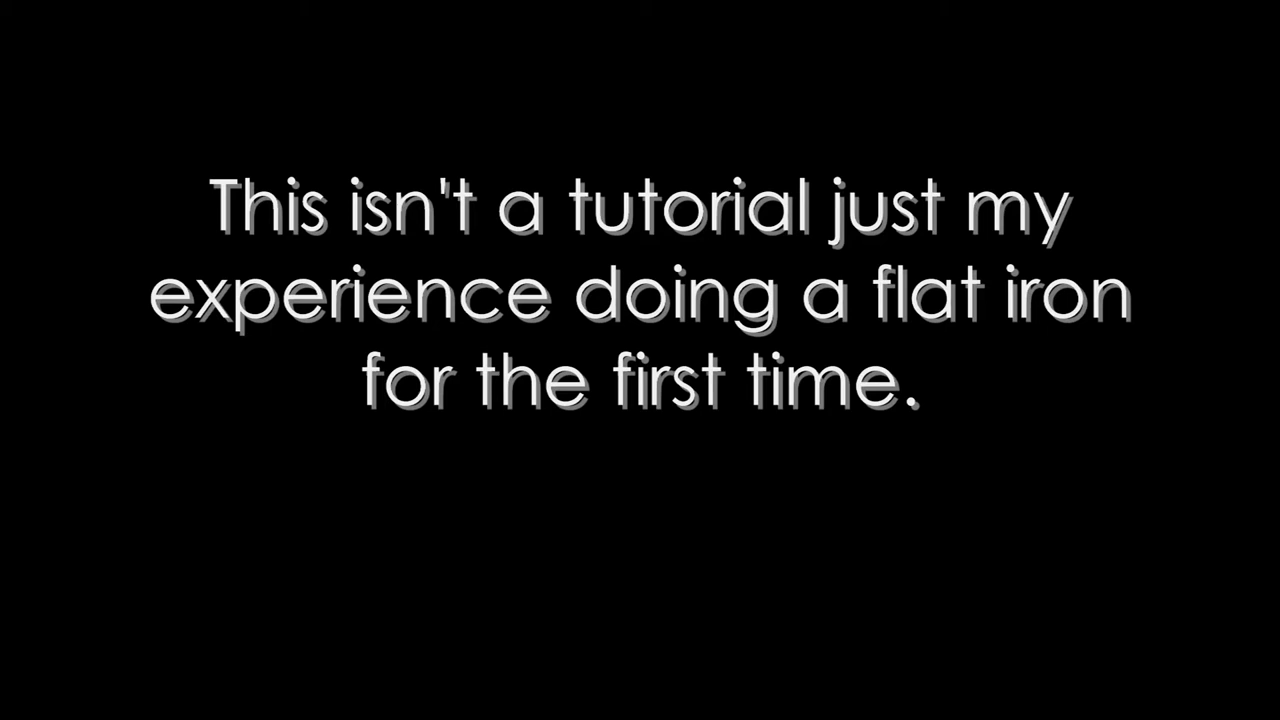 This isn't a tutorial just my
experience doing a flat iron
for the first time.